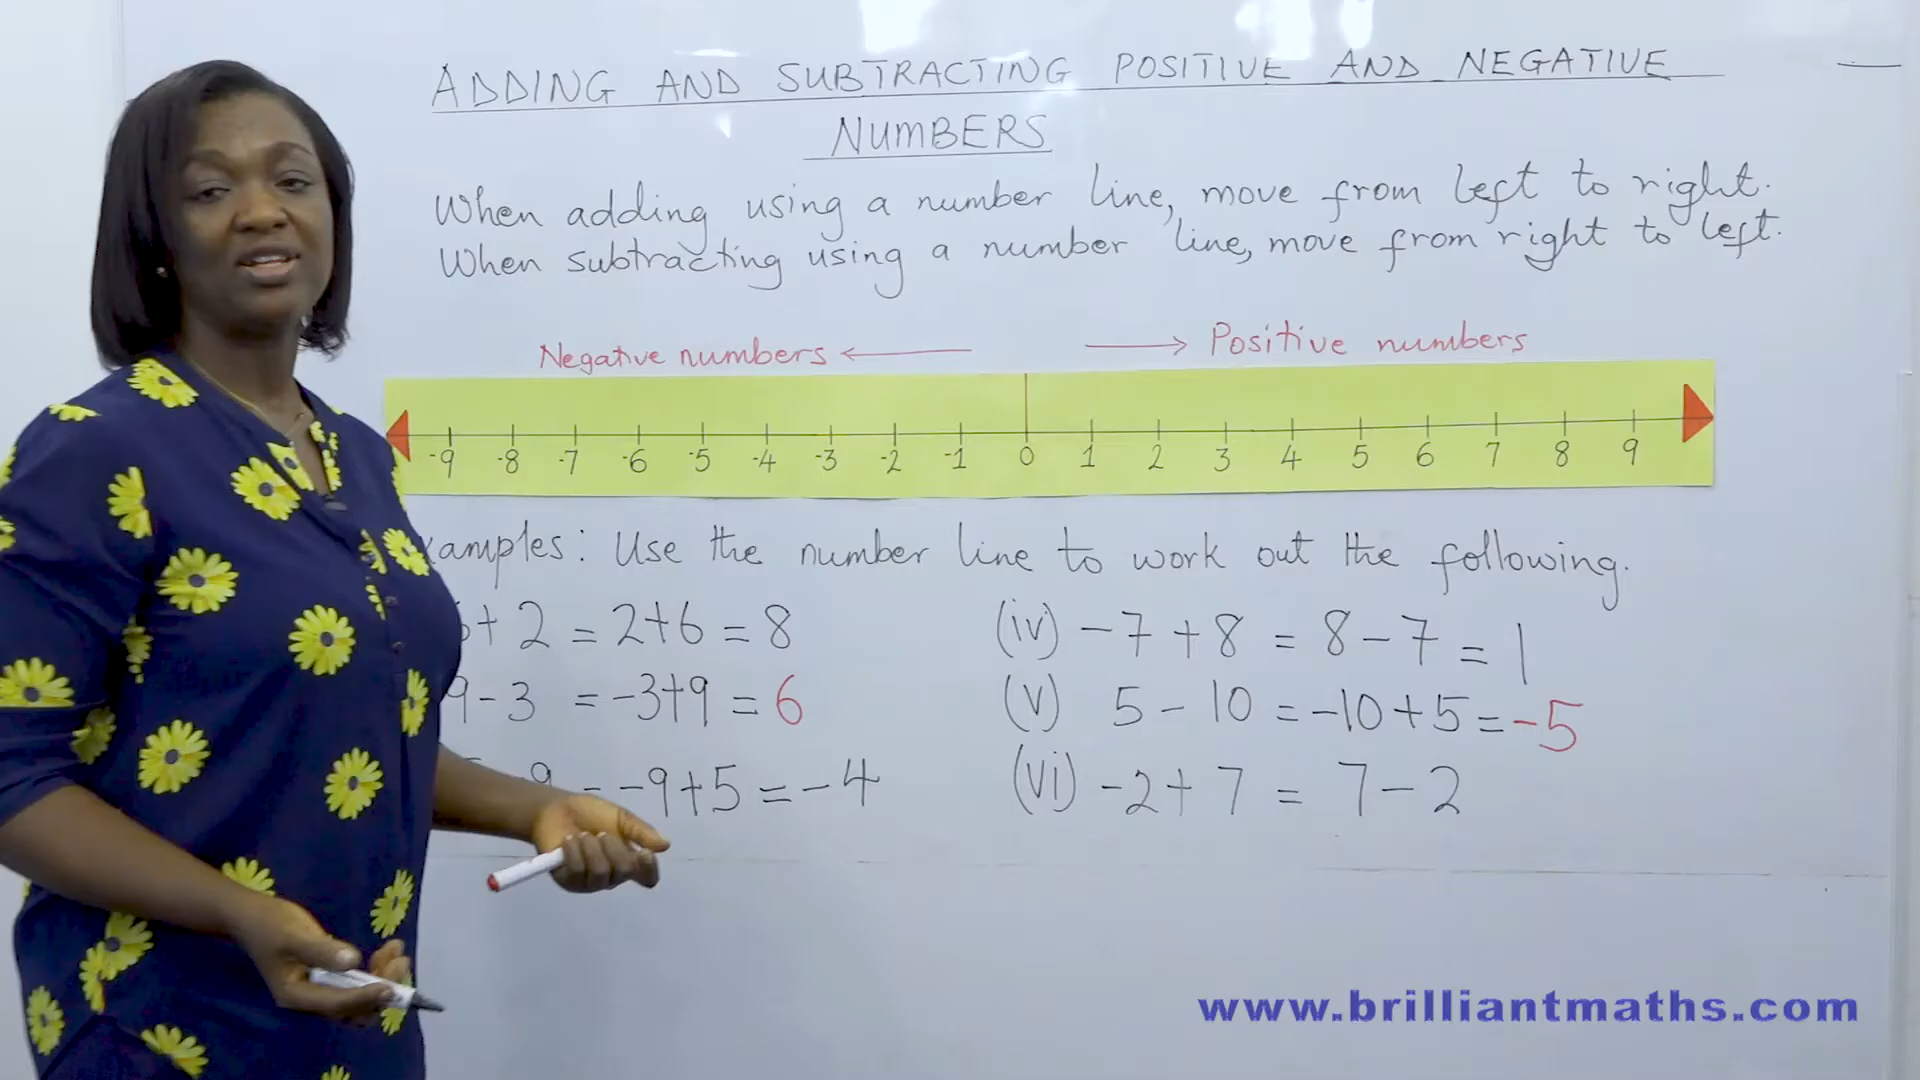 ADDING AND SUBTRACTING POSITIVE AND NEGATIVE
NUMBERS
When adding using a number line, move from left to right.
When subtracting using a number line, move from right to left.
Negative numbers ← → Positive numbers
-9 -8 -7 -6 -5 -4 -3 -2 -1 0 1 2 3 4 5 6 7 8 9
xamples: Use the number line to work out the following.
+ 2 = 2+6 = 8
9 - 3 = -3+9 = 6
9 = -9+5 = -4
(iv) -7 + 8 = 8 - 7 = 1
(v) 5 - 10 = -10+5 = -5
(vi) -2 + 7 = 7 - 2
www.brilliantmaths.com